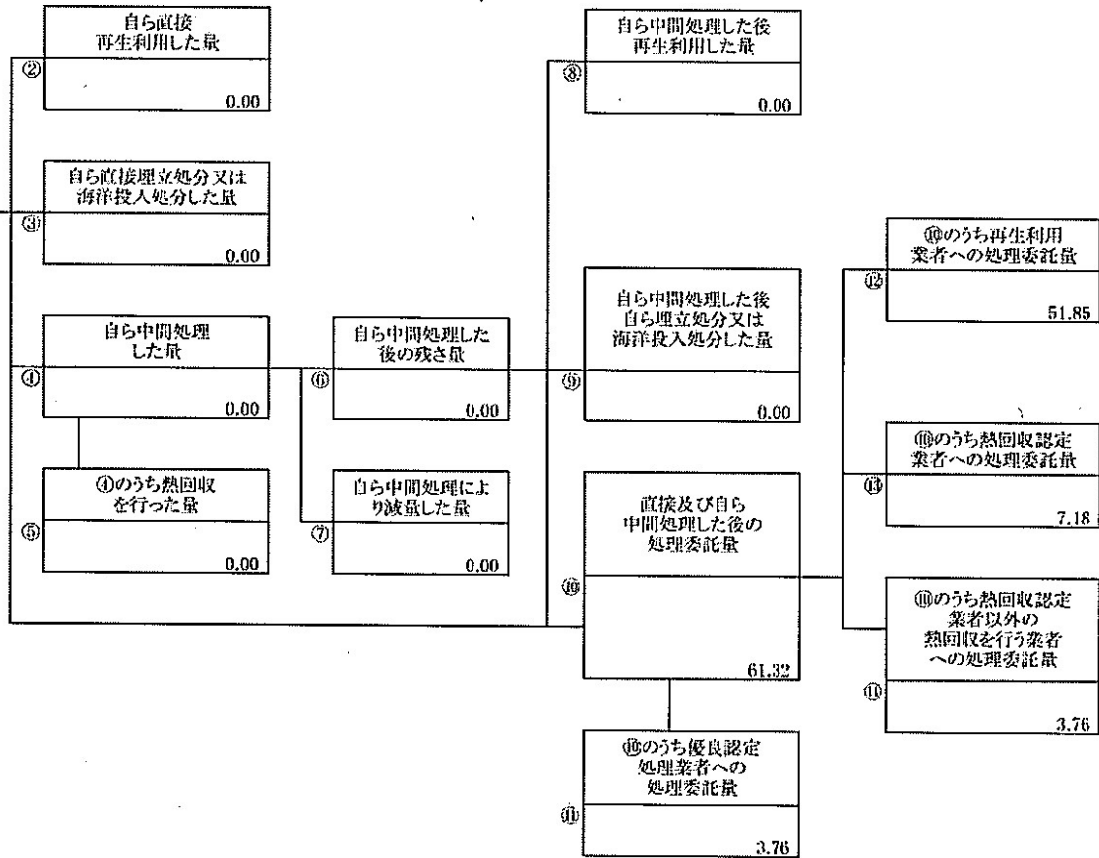 自ら直接
再生利用した量
②
0.00
自ら直接埋立処分又は
海洋投入処分した量
③
0.00
自ら中間処理
した量
④
0.00
④のうち熱回収
を行った量
⑤
0.00
自ら中間処理した
後の残さ量
⑥
0.00
自ら中間処理によ
り減量した量
⑦
0.00
自ら中間処理した後
再生利用した量
⑧
0.00
自ら中間処理した後
自ら埋立処分又は
海洋投入処分した量
⑨
0.00
直接及び自ら
中間処理した後の
処理委託量
⑩
61.32
⑩のうち優良認定
処理業者への
処理委託量
⑪
3.76
⑩のうち再生利用
業者への処理委託量
⑫
51.85
⑩のうち熱回収認定
業者への処理委託量
⑬
7.18
⑩のうち熱回収認定
業者以外の
熱回収を行う業者
への処理委託量
⑭
3.76